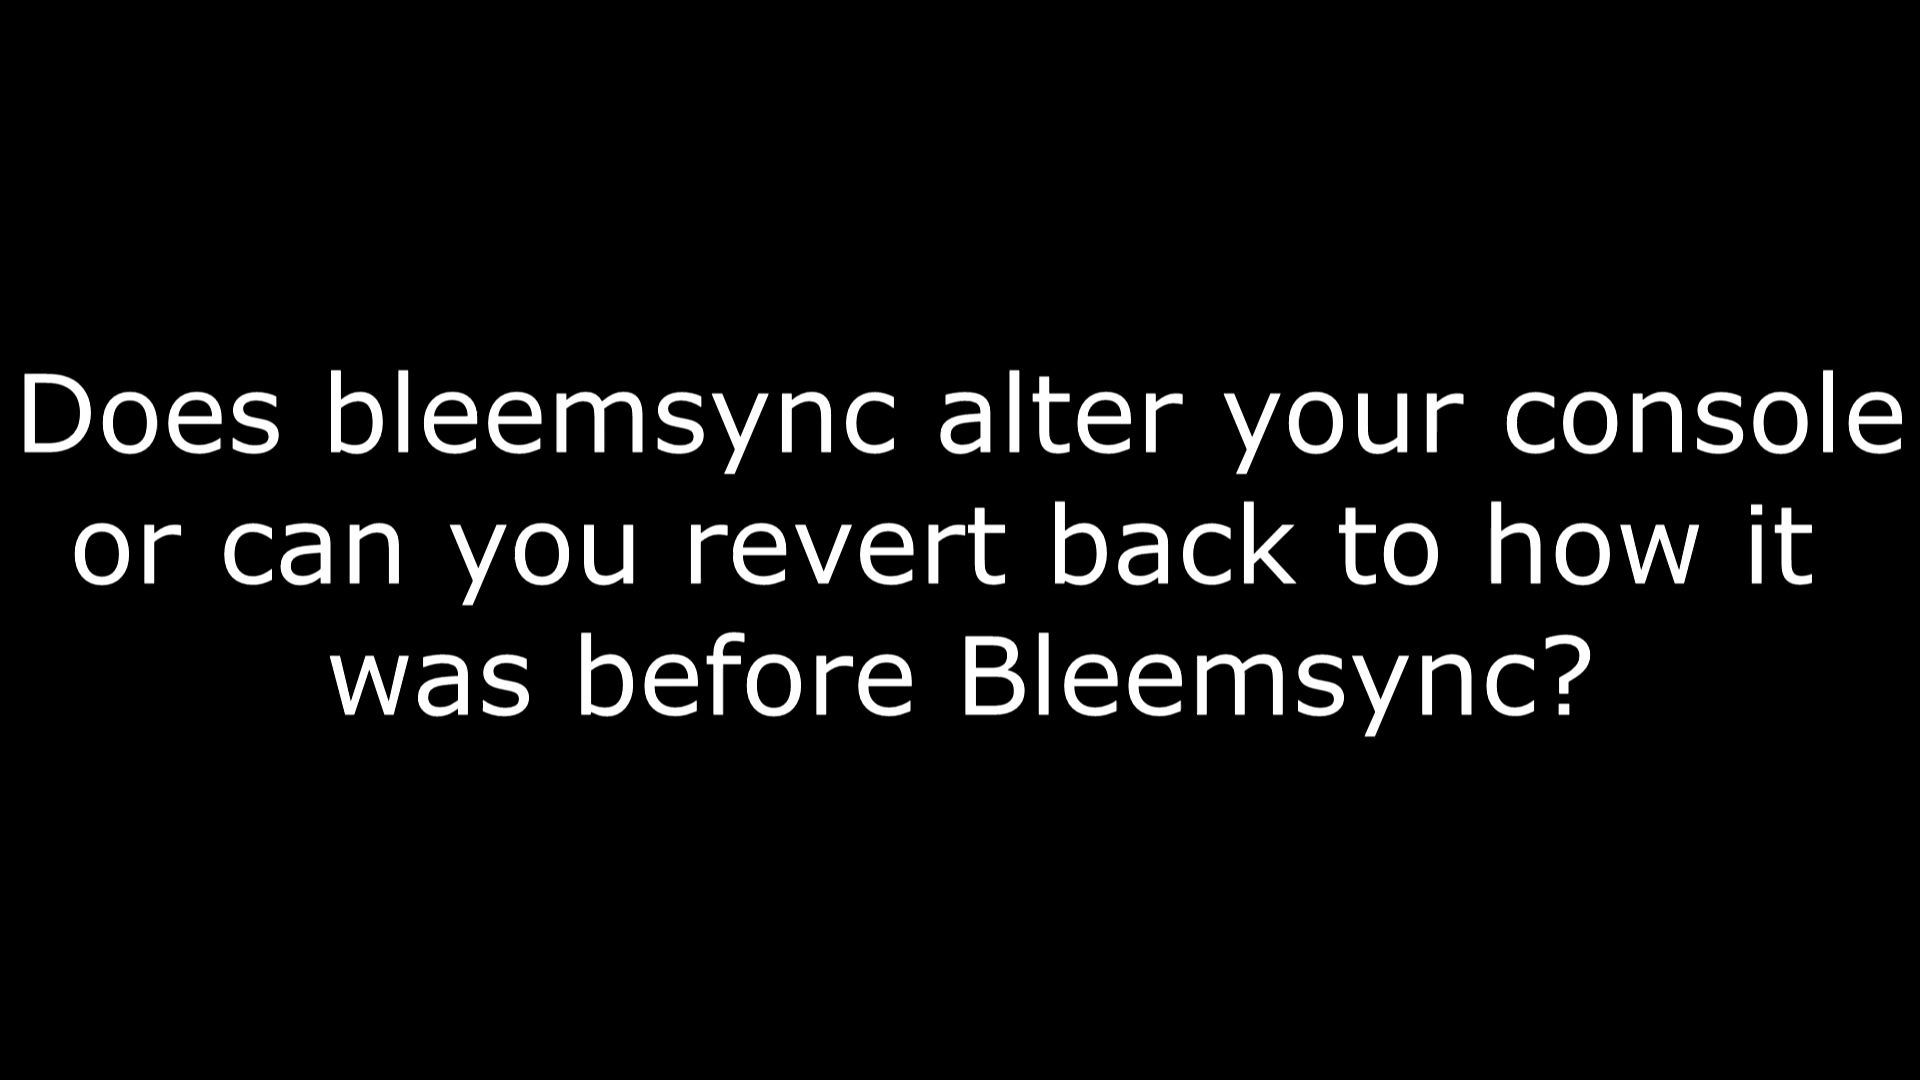 Does bleemsync alter your console
or can you revert back to how it
was before Bleemsync?